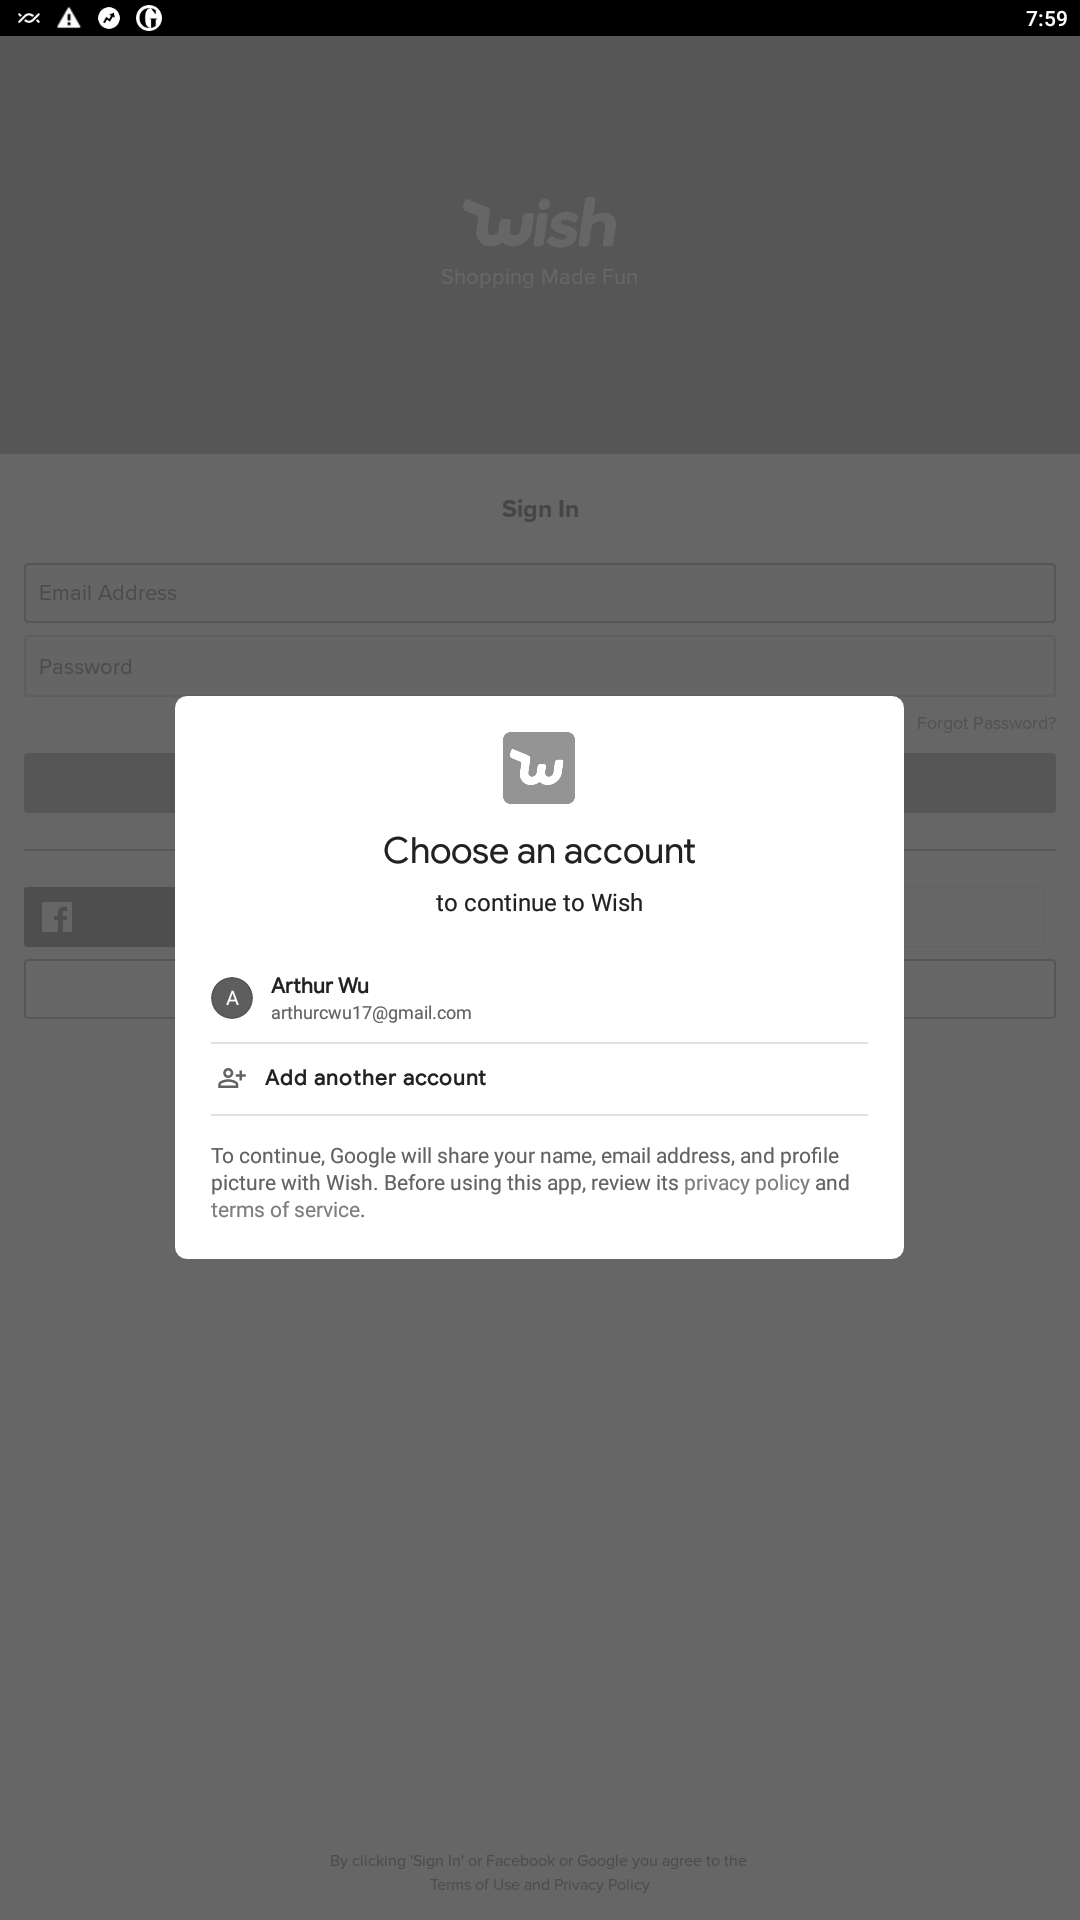 7:59
wish
Shopping Made Fun
Sign In
Email Address
Password
Forgot Password?
Choose an account
to continue to Wish
A
Arthur Wu
arthurcwu17@gmail.com
Add another account
To continue, Google will share your name, email address, and profile
picture with Wish. Before using this app, review its privacy policy and
terms of service.
By clicking 'Sign In' or Facebook or Google you agree to the
Terms of Use and Privacy Policy